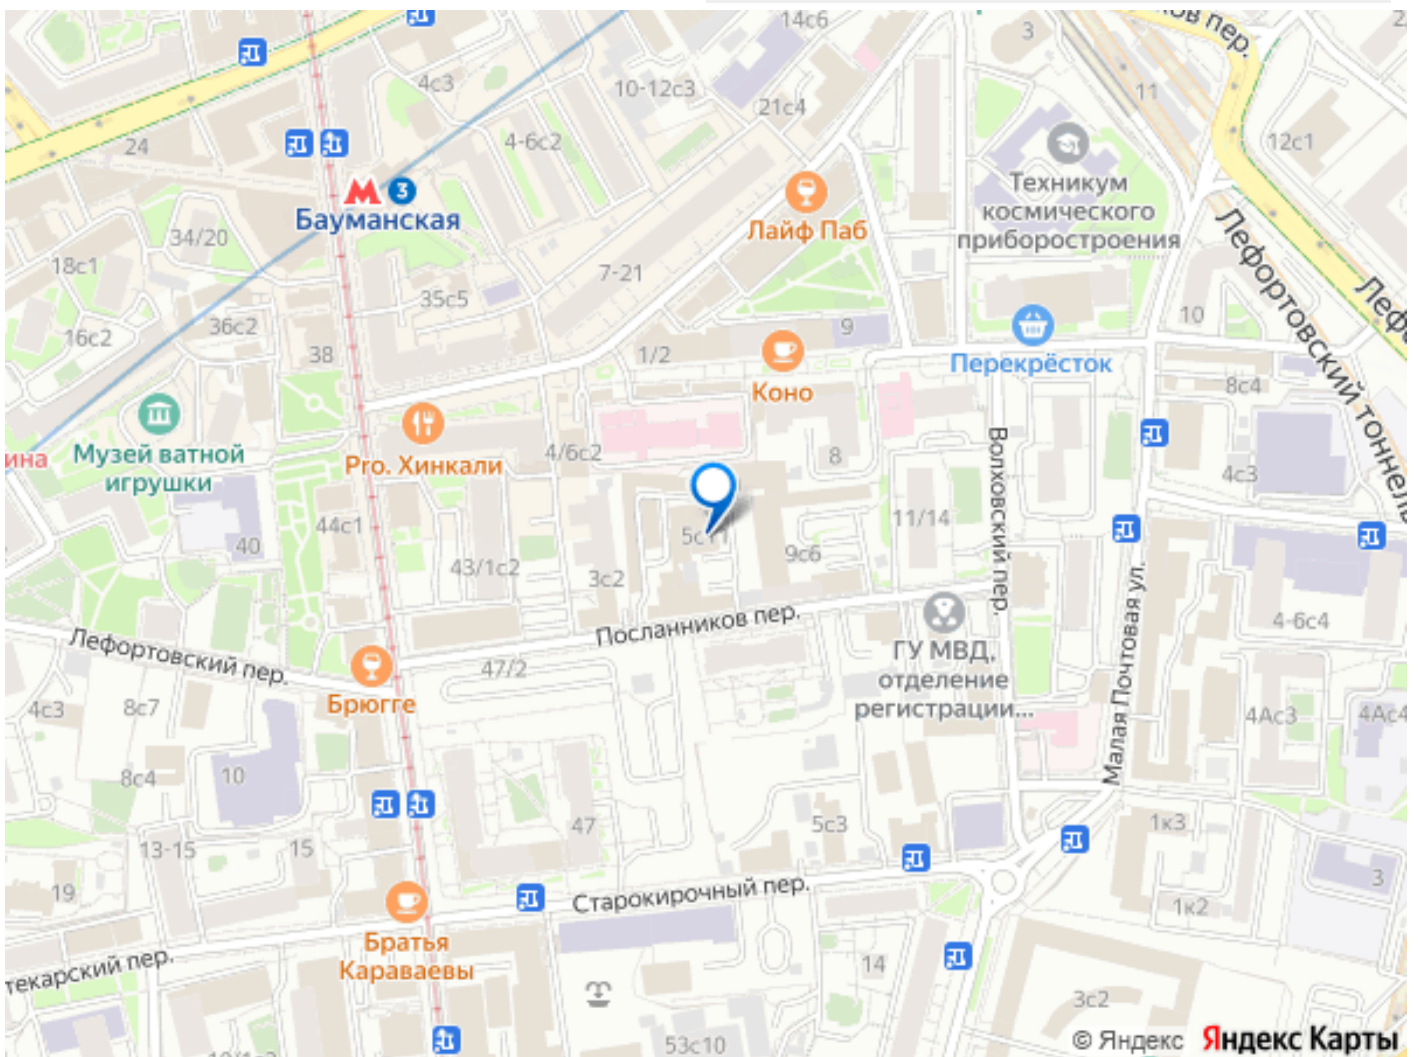 14с6
ков пер.
3
4с3
10-12с3
11
21с4
24
4-6с2
12с1
3
Бауманская
Техникум
космического
приборостроения
Лайф Паб
34/20
18с1
7-21
Лефортовский тоннель
35с5
Лефо
16с2
36с2
38
1/2
9
10
Перекрёсток
Коно
8с4
ина
Музей ватной
игрушки
Pro. Хинкали
4/6с2
8
Волховский пер.
4с3
44с1
40
5с11
11/14
43/1с2
3с2
9с6
Посланников пер.
Малая Почтовая ул.
4-6с4
Лефортовский пер.
47/2
ГУ МВД,
отделение
регистрации...
Брюгге
4с3
8с7
4Ас3
4Ас4
8с4
10
47
5с3
1к3
13-15
15
19
3
Старокирочный пер.
1к2
Братья
Караваевы
текарский пер.
14
3с2
53с10
© Яндекс
Яндекс Карты